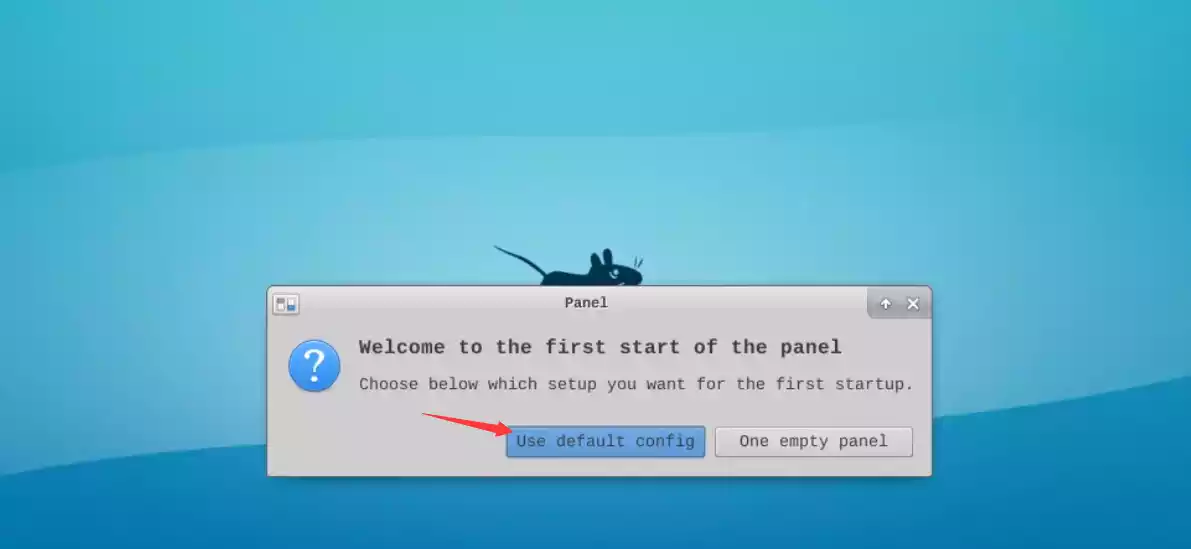 Panel
Welcome to the first start of the panel
Choose below which setup you want for the first startup.
Use default config
One empty panel